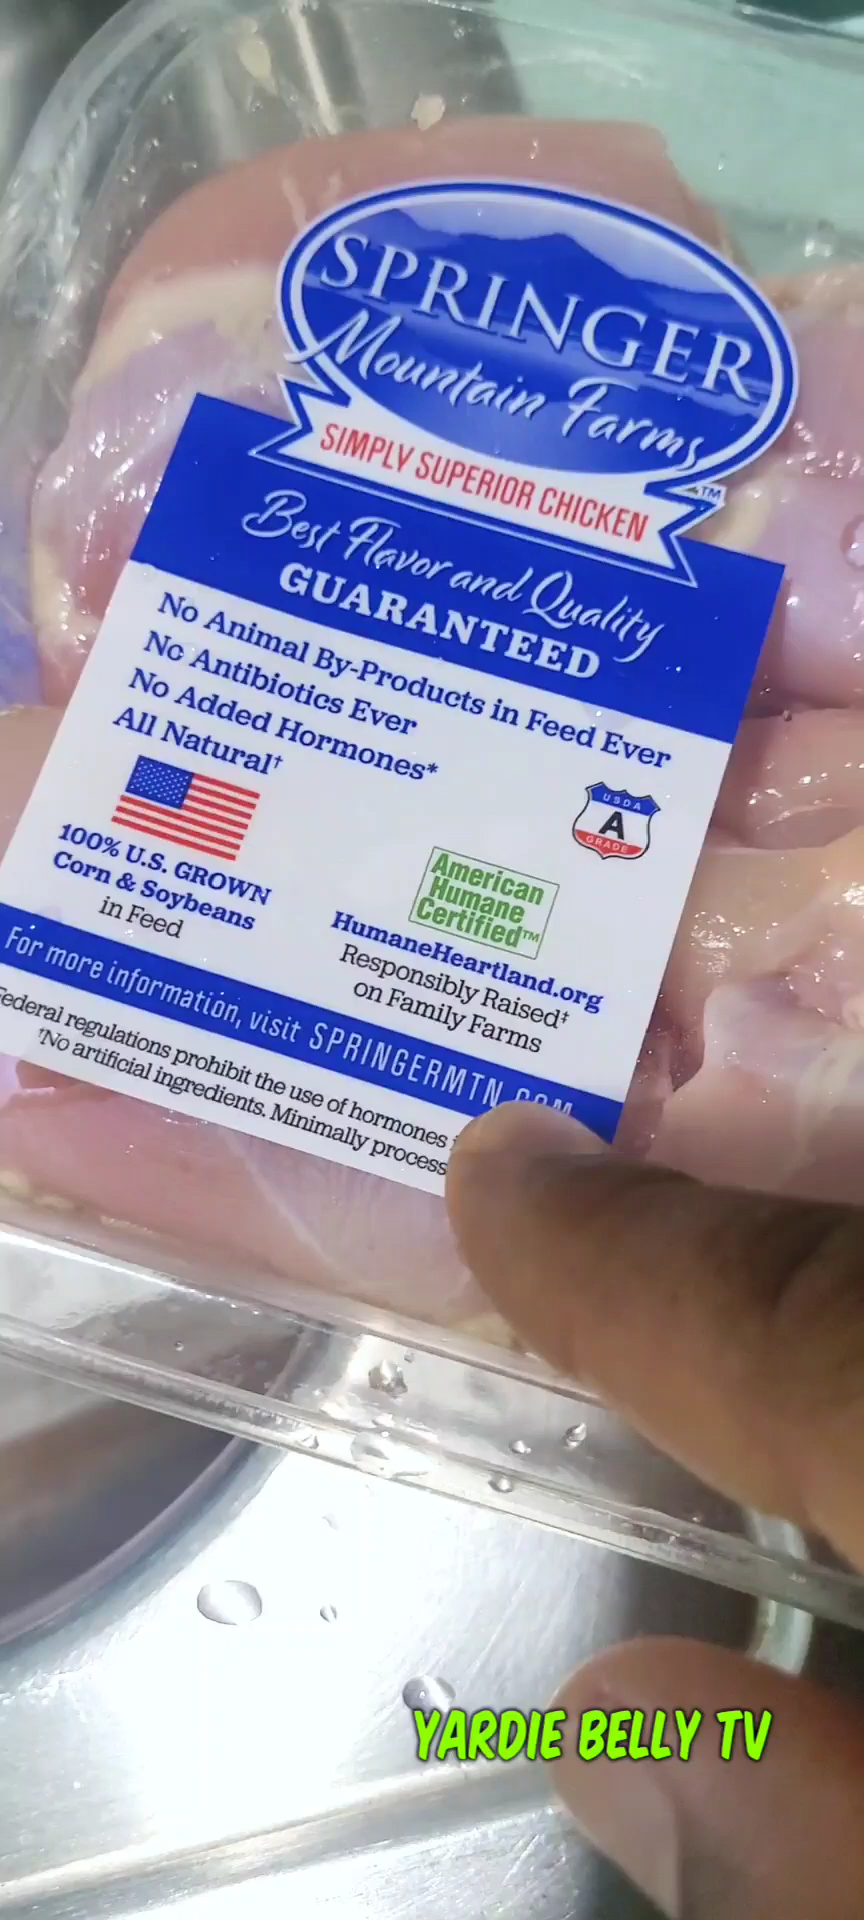 SPRINGER
Mountain Farms
TM
SIMPLY SUPERIOR CHICKEN
Best Flavor and Quality
GUARANTEED
No Animal By-Products in Feed Ever
No Antibiotics Ever
No Added Hormones*
All Natural†
USDA
A
GRADE
100% U.S. GROWN
Corn & Soybeans
in Feed
American
Humane
Certified™
HumaneHeartland.org
Responsibly Raised‡
on Family Farms
For more information, visit SPRINGERMTN.COM
Federal regulations prohibit the use of hormones
†No artificial ingredients. Minimally
YARDIE BELLY TV